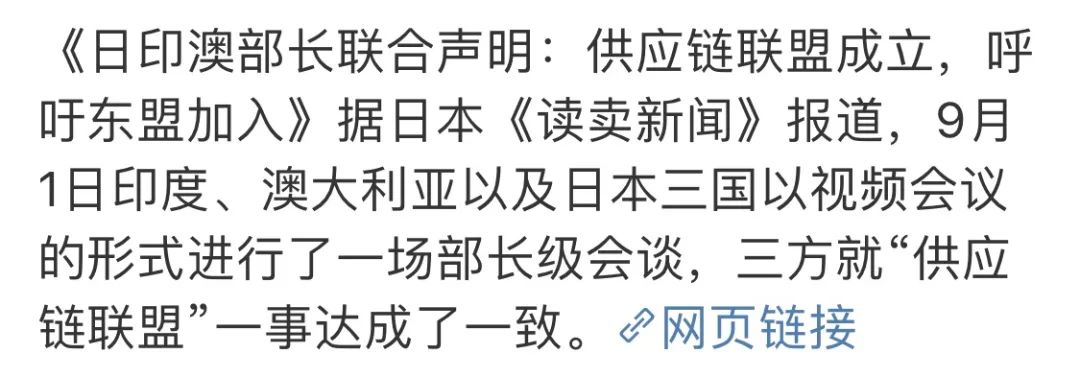 《日印澳部长联合声明：供应链联盟成立，呼
吁东盟加入》据日本《读卖新闻》报道，9月
1日印度、澳大利亚以及日本三国以视频会议
的形式进行了一场部长级会谈，三方就“供应
链联盟”一事达成了一致。网页链接